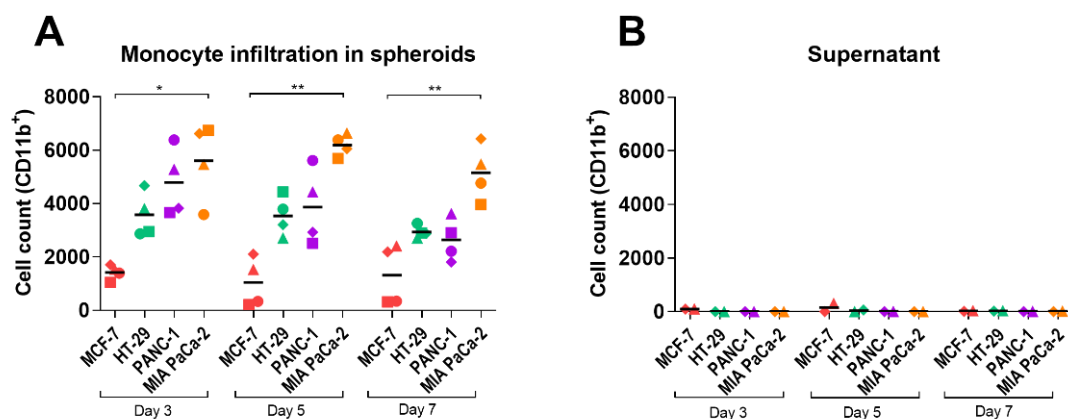 A
Monocyte infiltration in spheroids
Cell count (CD11b+)
8000
6000
4000
2000
0
*
**
**
MCF-7
HT-29
PANC-1
MIA PaCa-2
MCF-7
HT-29
PANC-1
MIA PaCa-2
MCF-7
HT-29
PANC-1
MIA PaCa-2
Day 3
Day 5
Day 7
B
Supernatant
Cell count (CD11b+)
8000
6000
4000
2000
0
MCF-7
HT-29
PANC-1
MIA PaCa-2
MCF-7
HT-29
PANC-1
MIA PaCa-2
MCF-7
HT-29
PANC-1
MIA PaCa-2
Day 3
Day 5
Day 7